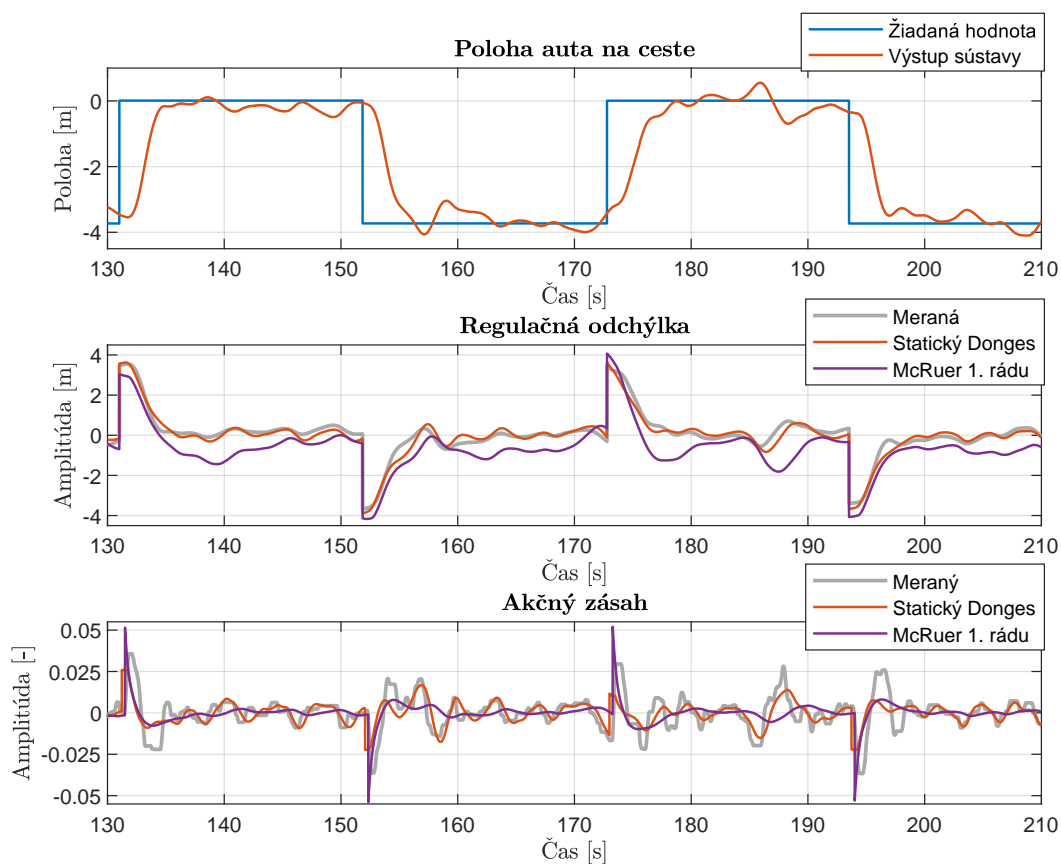 Poloha auta na ceste
Žiadaná hodnota
Výstup sústavy
Poloha [m]
0
-2
-4
130 140 150 160 170 180 190 200 210
Čas [s]
Regulačná odchýlka
Meraná
Statický Donges
McRuer 1. rádu
Amplitúda [m]
4
2
0
-2
-4
130 140 150 160 170 180 190 200 210
Čas [s]
Akčný zásah
Meraný
Statický Donges
McRuer 1. rádu
Amplitúda [-]
0.05
0.025
0
-0.025
-0.05
130 140 150 160 170 180 190 200 210
Čas [s]